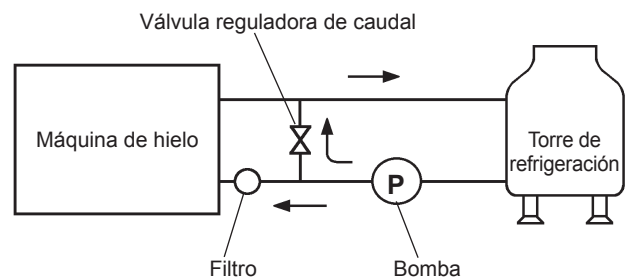 Válvula reguladora de caudal
Máquina de hielo
Torre de
refrigeración
P
Filtro
Bomba